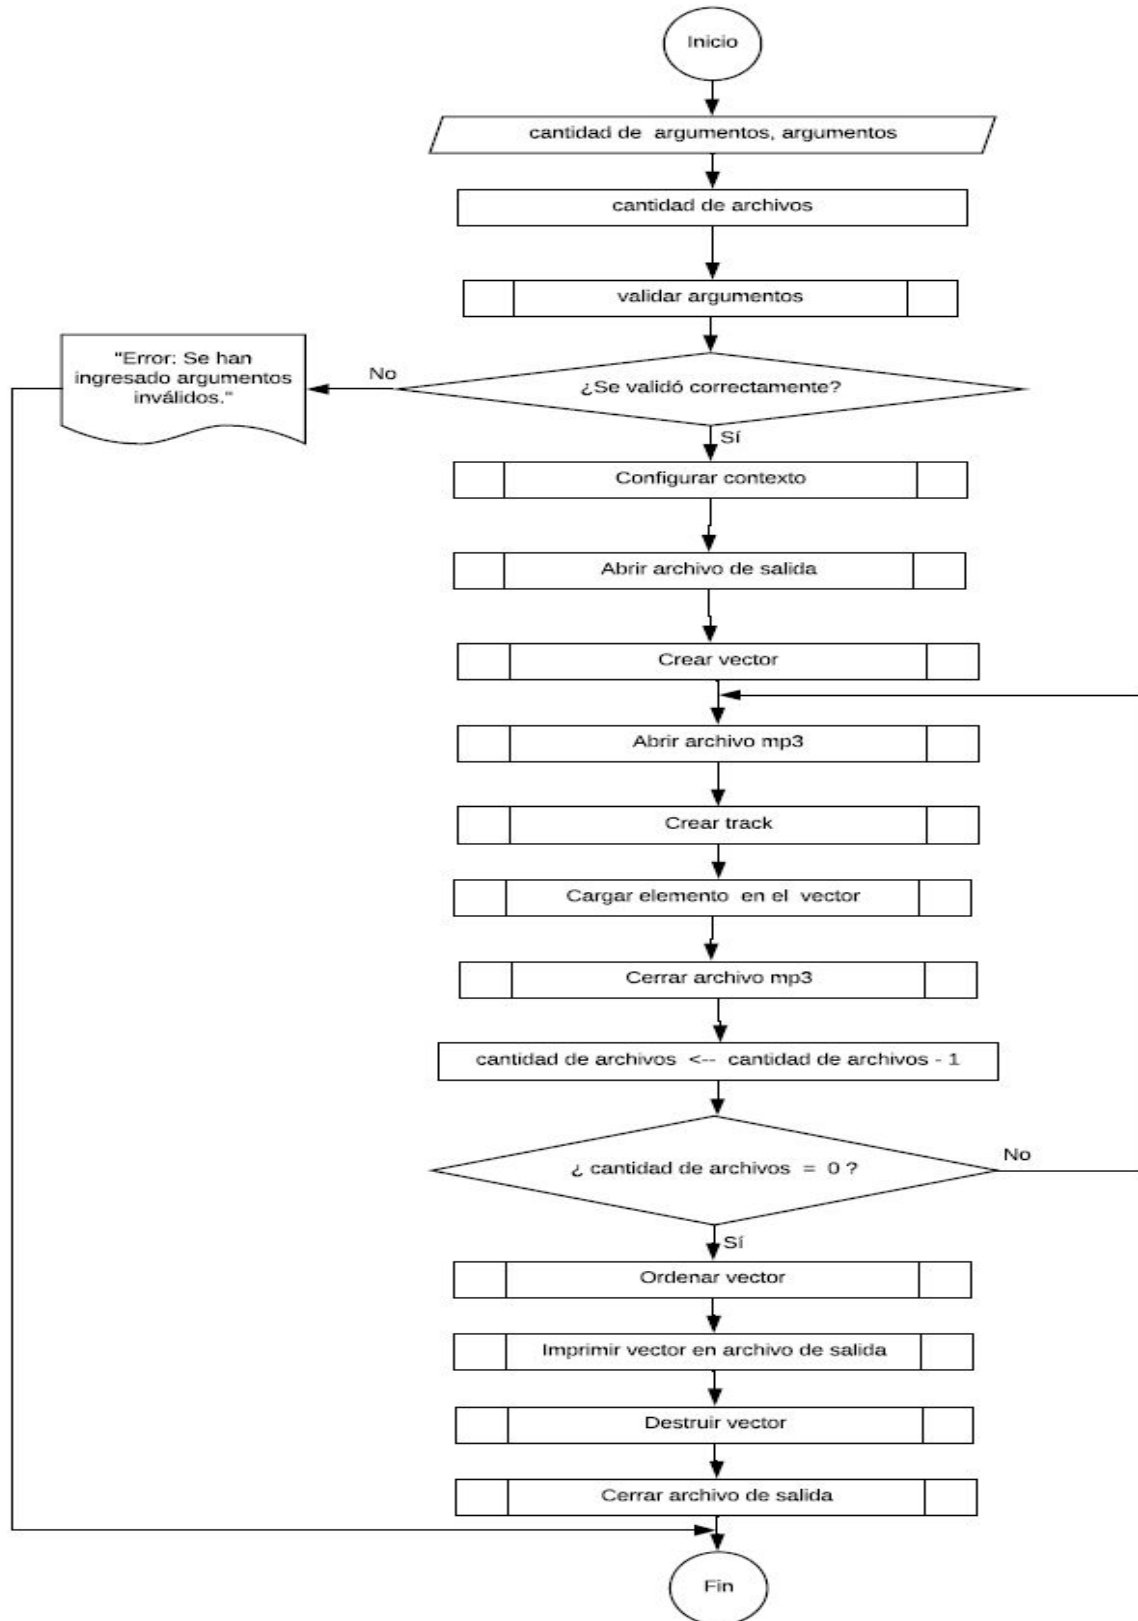 Inicio
cantidad de argumentos, argumentos
cantidad de archivos
validar argumentos
"Error: Se han
ingresado argumentos
inválidos."
No
¿Se validó correctamente?
Sí
Configurar contexto
Abrir archivo de salida
Crear vector
Abrir archivo mp3
Crear track
Cargar elemento en el vector
Cerrar archivo mp3
cantidad de archivos <-- cantidad de archivos - 1
¿ cantidad de archivos = 0 ?
No
Sí
Ordenar vector
Imprimir vector en archivo de salida
Destruir vector
Cerrar archivo de salida
Fin